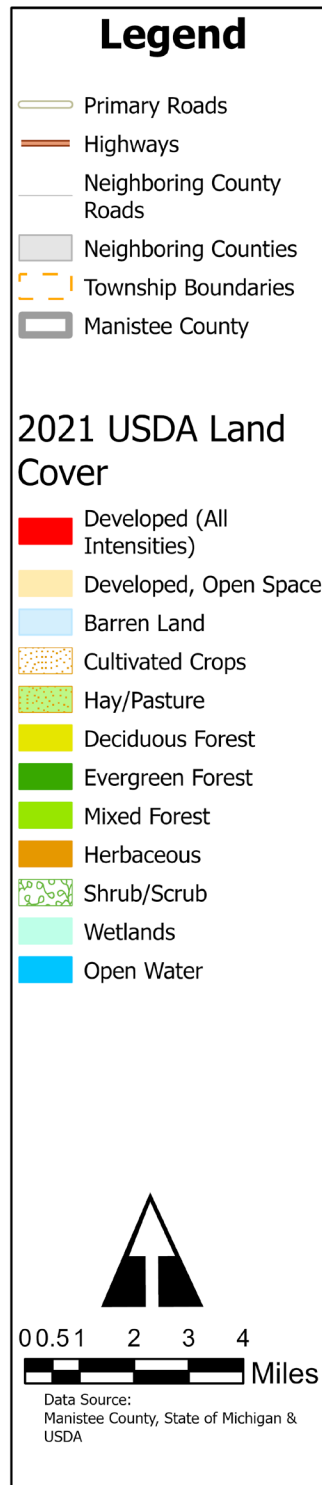 Legend
Primary Roads
Highways
Neighboring County
Roads
Neighboring Counties
Township Boundaries
Manistee County
2021 USDA Land
Cover
Developed (All
Intensities)
Developed, Open Space
Barren Land
Cultivated Crops
Hay/Pasture
Deciduous Forest
Evergreen Forest
Mixed Forest
Herbaceous
Shrub/Scrub
Wetlands
Open Water
0 0.5 1 2 3 4
Miles
Data Source:
Manistee County, State of Michigan &
USDA